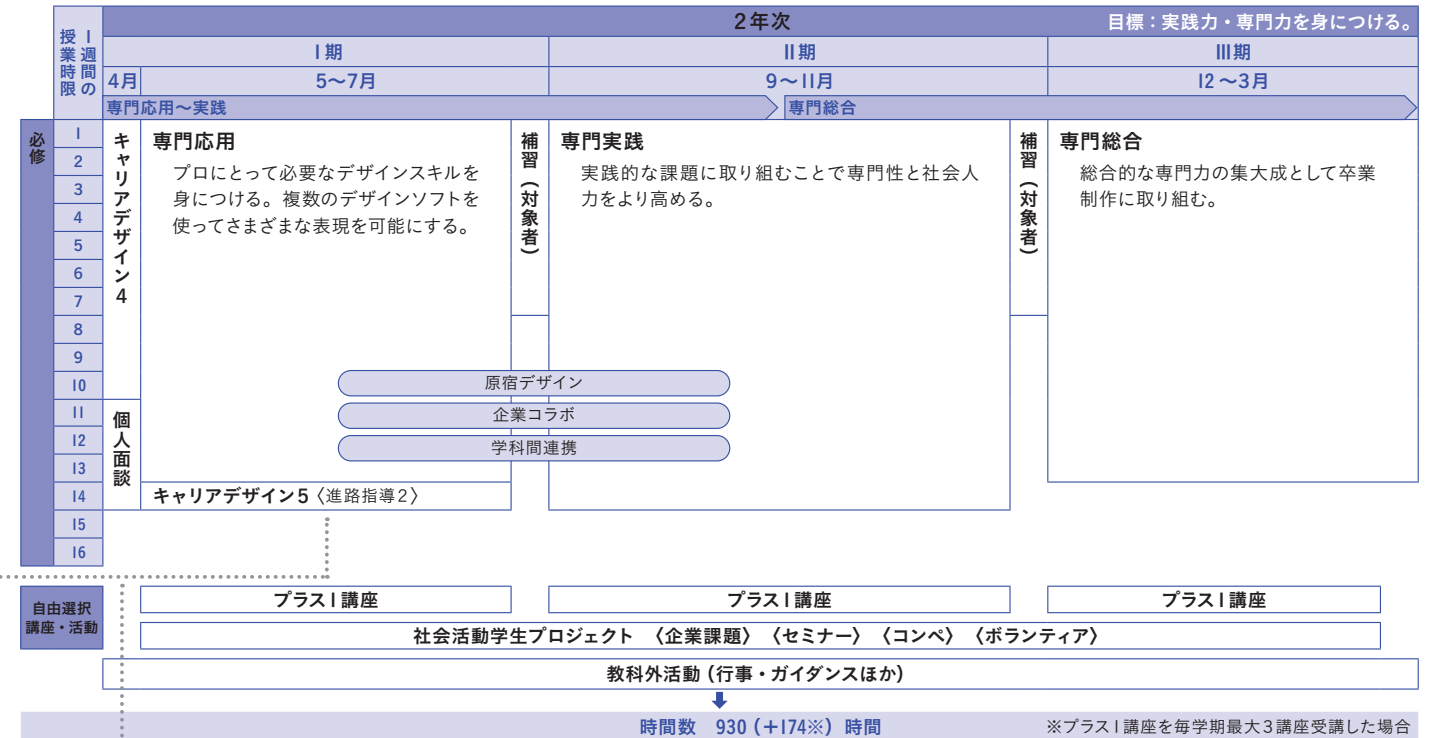 2年次
目標：実践力・専門力を身につける。
1週間の
授業時限
Ⅰ期
Ⅱ期
Ⅲ期
4月
5〜7月
9〜11月
12〜3月
専門応用〜実践
専門総合
必修
1
2
3
4
5
6
7
8
9
10
11
12
13
14
15
16
キャリアデザイン4
個人面談
専門応用
プロにとって必要なデザインスキルを
身につける。複数のデザインソフトを
使ってさまざまな表現を可能にする。
キャリアデザイン5〈進路指導2〉
補習（対象者）
専門実践
実践的な課題に取り組むことで専門性と社会人
力をより高める。
原宿デザイン
企業コラボ
学科間連携
補習（対象者）
専門総合
総合的な専門力の集大成として卒業
制作に取り組む。
自由選択
講座・活動
プラス1講座
プラス1講座
プラス1講座
社会活動学生プロジェクト 〈企業課題〉〈セミナー〉〈コンペ〉〈ボランティア〉
教科外活動（行事・ガイダンスほか）
時間数 930（+174※）時間
※プラス1講座を毎学期最大3講座受講した場合